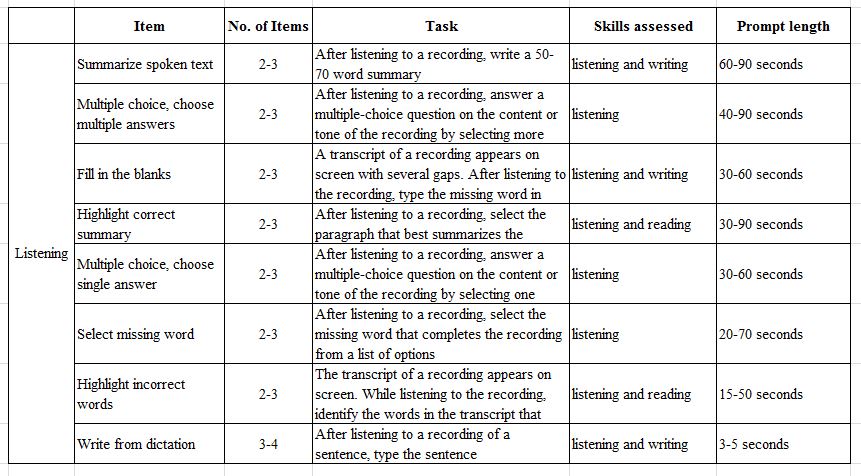 Item No. of Items Task Skills assessed Prompt length
Listening
Summarize spoken text 2-3 After listening to a recording, write a 50-
70 word summary listening and writing 60-90 seconds
Multiple choice, choose
multiple answers 2-3 After listening to a recording, answer a
multiple-choice question on the content or
tone of the recording by selecting more listening 40-90 seconds
Fill in the blanks 2-3 A transcript of a recording appears on
screen with several gaps. After listening to
the recording, type the missing word in listening and writing 30-60 seconds
Highlight correct
summary 2-3 After listening to a recording, select the
paragraph that best summarizes the listening and reading 30-90 seconds
Multiple choice, choose
single answer 2-3 After listening to a recording, answer a
multiple-choice question on the content or
tone of the recording by selecting one listening 30-60 seconds
Select missing word 2-3 After listening to a recording, select the
missing word that completes the recording
from a list of options listening 20-70 seconds
Highlight incorrect
words 2-3 The transcript of a recording appears on
screen. While listening to the recording,
identify the words in the transcript that listening and reading 15-50 seconds
Write from dictation 3-4 After listening to a recording of a
sentence, type the sentence listening and writing 3-5 seconds